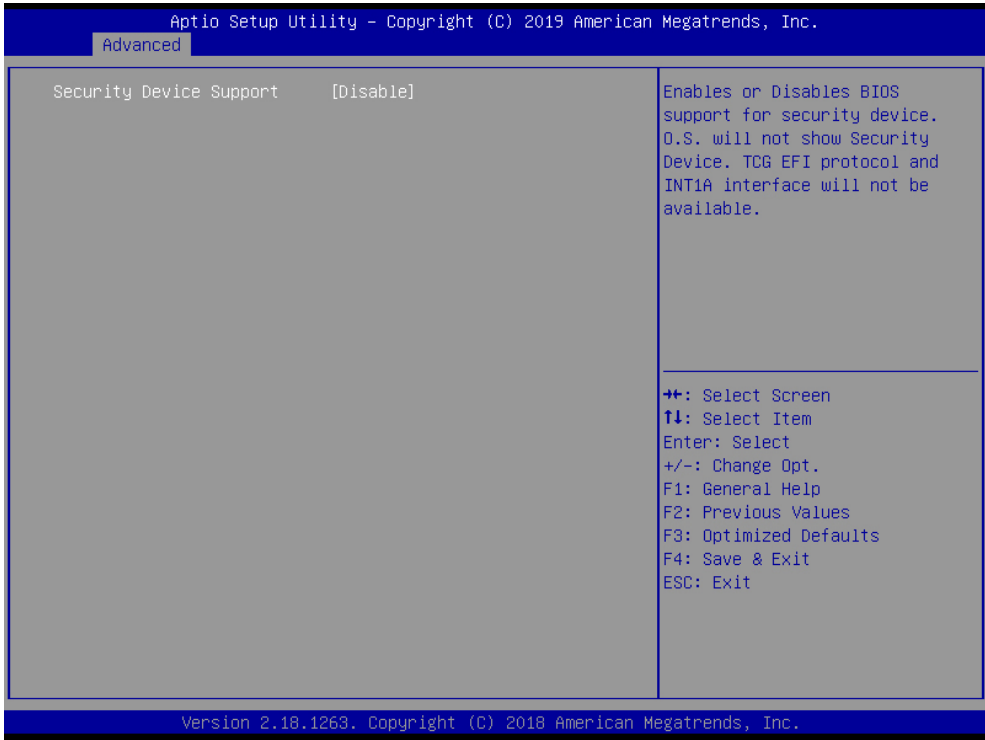 Aptio Setup Utility – Copyright (C) 2019 American Megatrends, Inc.
Advanced
Security Device Support [Disable]
Enables or Disables BIOS
support for security device.
O.S. will not show Security
Device. TCG EFI protocol and
INT1A interface will not be
available.
→←: Select Screen
↑↓: Select Item
Enter: Select
+/-: Change Opt.
F1: General Help
F2: Previous Values
F3: Optimized Defaults
F4: Save & Exit
ESC: Exit
Version 2.18.1263. Copyright (C) 2018 American Megatrends, Inc.